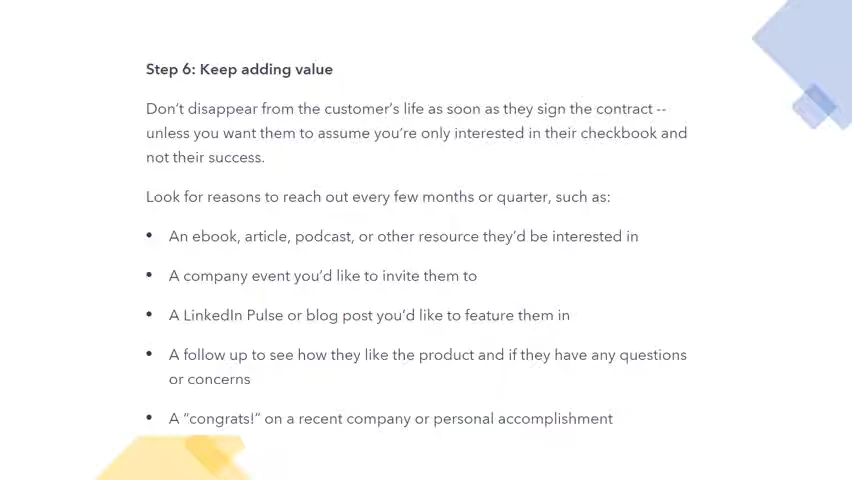 Step 6: Keep adding value
Don’t disappear from the customer’s life as soon as they sign the contract --
unless you want them to assume you’re only interested in their checkbook and
not their success.
Look for reasons to reach out every few months or quarter, such as:
• An ebook, article, podcast, or other resource they’d be interested in
• A company event you’d like to invite them to
• A LinkedIn Pulse or blog post you’d like to feature them in
• A follow up to see how they like the product and if they have any questions
or concerns
• A “congrats!” on a recent company or personal accomplishment